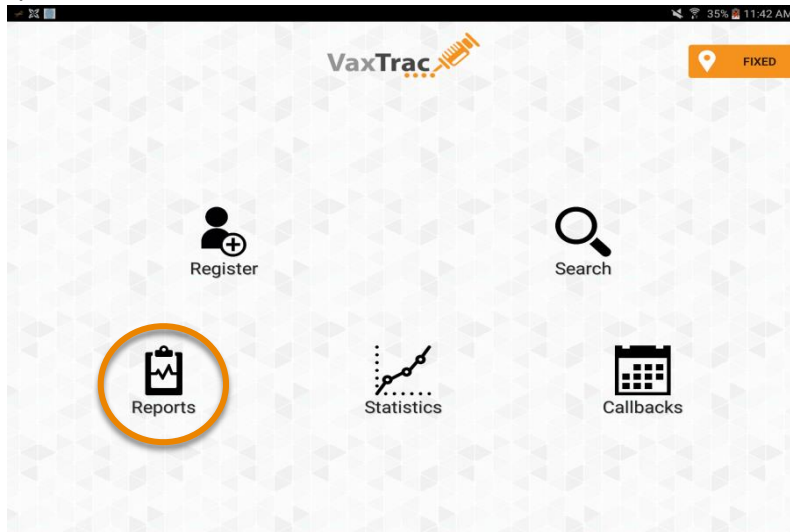 35% 11:42 AM
VaxTrac
FIXED
Register
Search
Reports
Statistics
Callbacks